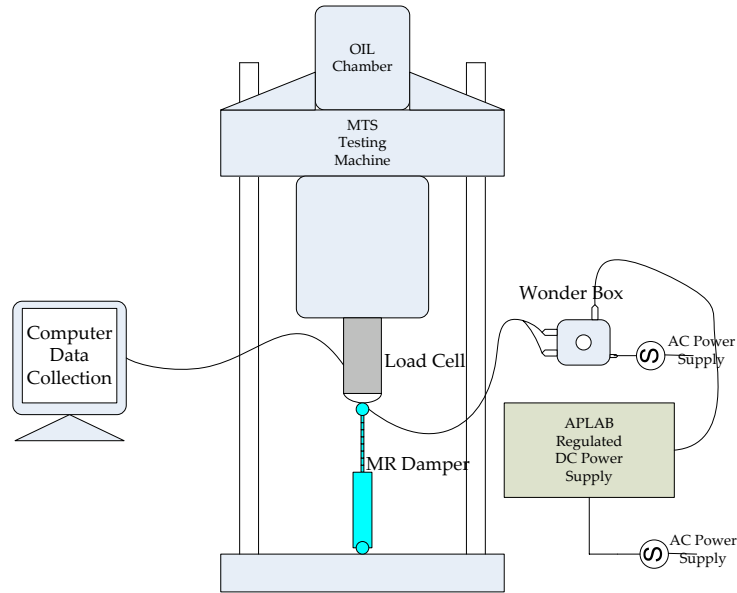 OIL
Chamber
MTS
Testing
Machine
Wonder Box
Computer
Data
Collection
Load Cell
AC Power
Supply
MR Damper
APLAB
Regulated
DC Power
Supply
AC Power
Supply